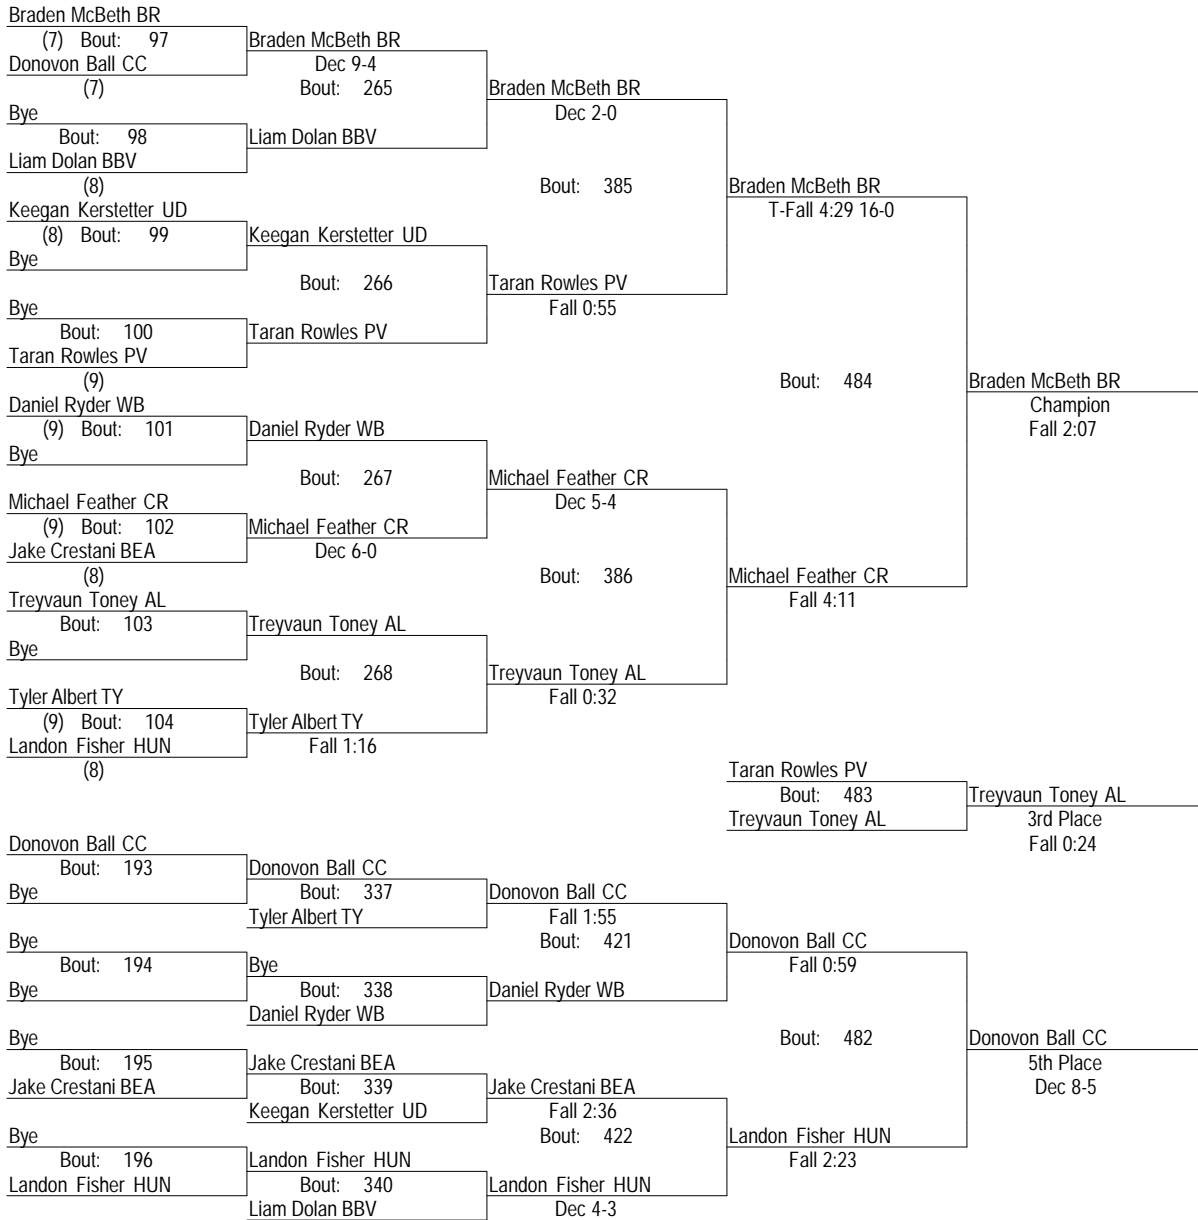 Braden McBeth BR
(7) Bout: 97
Donovon Ball CC
(7)
Bye
Bout: 98
Liam Dolan BBV
(8)
Keegan Kerstetter UD
(8) Bout: 99
Bye
Bye
Bout: 100
Taran Rowles PV
(9)
Daniel Ryder WB
(9) Bout: 101
Bye
Michael Feather CR
(9) Bout: 102
Jake Crestani BEA
(8)
Treyvaun Toney AL
Bout: 103
Bye
Tyler Albert TY
(9) Bout: 104
Landon Fisher HUN
(8)
Braden McBeth BR
Dec 9-4
Bout: 265
Liam Dolan BBV
Keegan Kerstetter UD
Bout: 266
Taran Rowles PV
Daniel Ryder WB
Bout: 267
Michael Feather CR
Dec 6-0
Treyvaun Toney AL
Bout: 268
Tyler Albert TY
Fall 1:16
Braden McBeth BR
Dec 2-0
Bout: 385
Taran Rowles PV
Fall 0:55
Michael Feather CR
Dec 5-4
Bout: 386
Treyvaun Toney AL
Fall 0:32
Braden McBeth BR
T-Fall 4:29 16-0
Bout: 484
Michael Feather CR
Fall 4:11
Braden McBeth BR
Champion
Fall 2:07
Taran Rowles PV
Bout: 483
Treyvaun Toney AL
Treyvaun Toney AL
3rd Place
Fall 0:24
Donovon Ball CC
Bout: 193
Bye
Bye
Bout: 194
Bye
Bye
Bout: 195
Jake Crestani BEA
Bye
Bout: 196
Landon Fisher HUN
Donovon Ball CC
Bout: 337
Tyler Albert TY
Bye
Bout: 338
Daniel Ryder WB
Jake Crestani BEA
Bout: 339
Keegan Kerstetter UD
Landon Fisher HUN
Bout: 340
Liam Dolan BBV
Donovon Ball CC
Fall 1:55
Bout: 421
Daniel Ryder WB
Jake Crestani BEA
Fall 2:36
Bout: 422
Landon Fisher HUN
Dec 4-3
Donovon Ball CC
Fall 0:59
Bout: 482
Landon Fisher HUN
Fall 2:23
Donovon Ball CC
5th Place
Dec 8-5